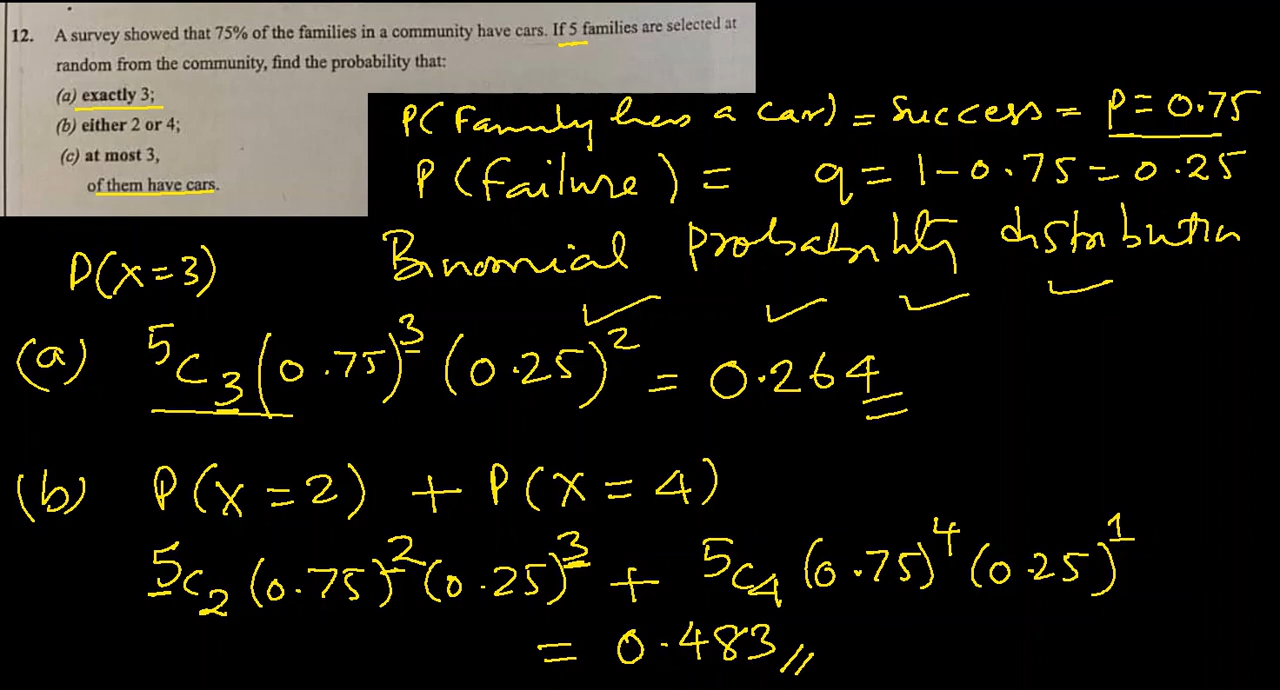 12. A survey showed that 75% of the families in a community have cars. If 5 families are selected at
random from the community, find the probability that:
(a) exactly 3;
(b) either 2 or 4;
(c) at most 3,
of them have cars.
P( Family has a car) = Success = P = 0.75
P (Failure) = q = 1-0.75 = 0.25
Binomial Probability distribution
P(X=3)
(a) ⁵C₃(0.75)³ (0.25)² = 0.264
(b) P(X=2) + P(X=4)
⁵C₂ (0.75)² (0.25)³ + ⁵C₄ (0.75)⁴ (0.25)¹
= 0.483 //